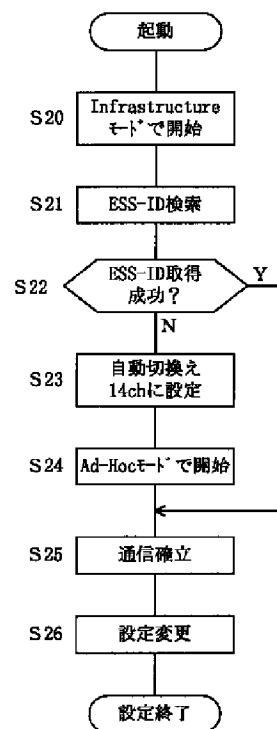 起動
S20
Infrastructure
ﾓｰﾄﾞで開始
S21
ESS-ID検索
S22
ESS-ID取得
成功？
Y
N
S23
自動切換え
14chに設定
S24
Ad-Hocﾓｰﾄﾞで開始
S25
通信確立
S26
設定変更
設定終了